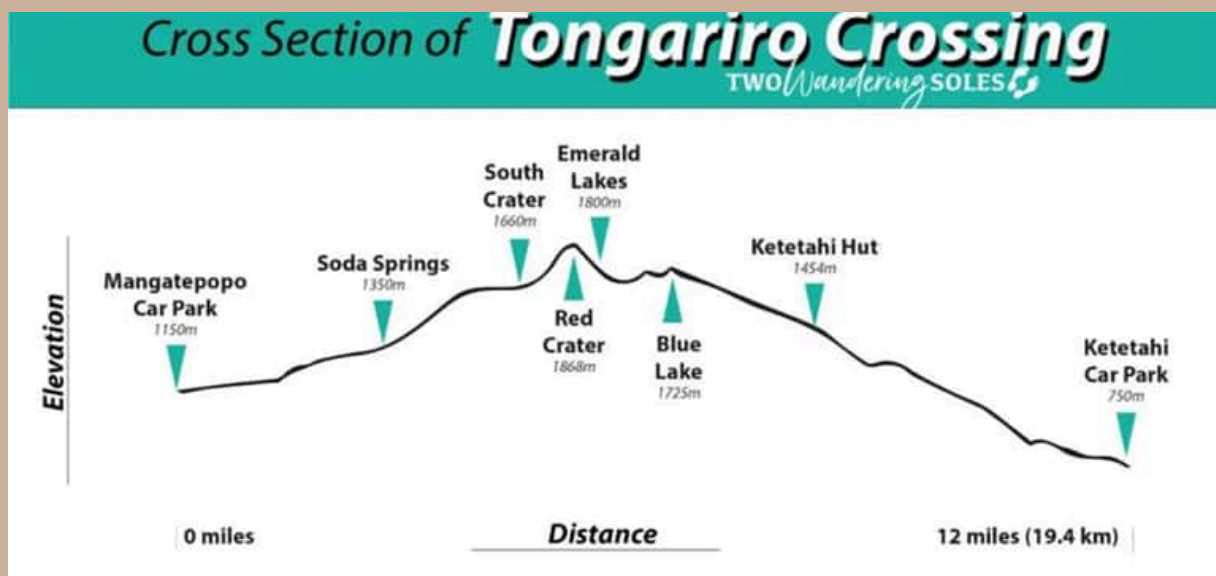 Cross Section of Tongariro Crossing
TWO Wandering SOLES
Emerald
Lakes
1800m
South
Crater
1660m
Ketetahi Hut
1454m
Soda Springs
1350m
Mangatepopo
Car Park
1150m
Red
Crater
1868m
Blue
Lake
1725m
Ketetahi
Car Park
750m
Elevation
0 miles
Distance
12 miles (19.4 km)